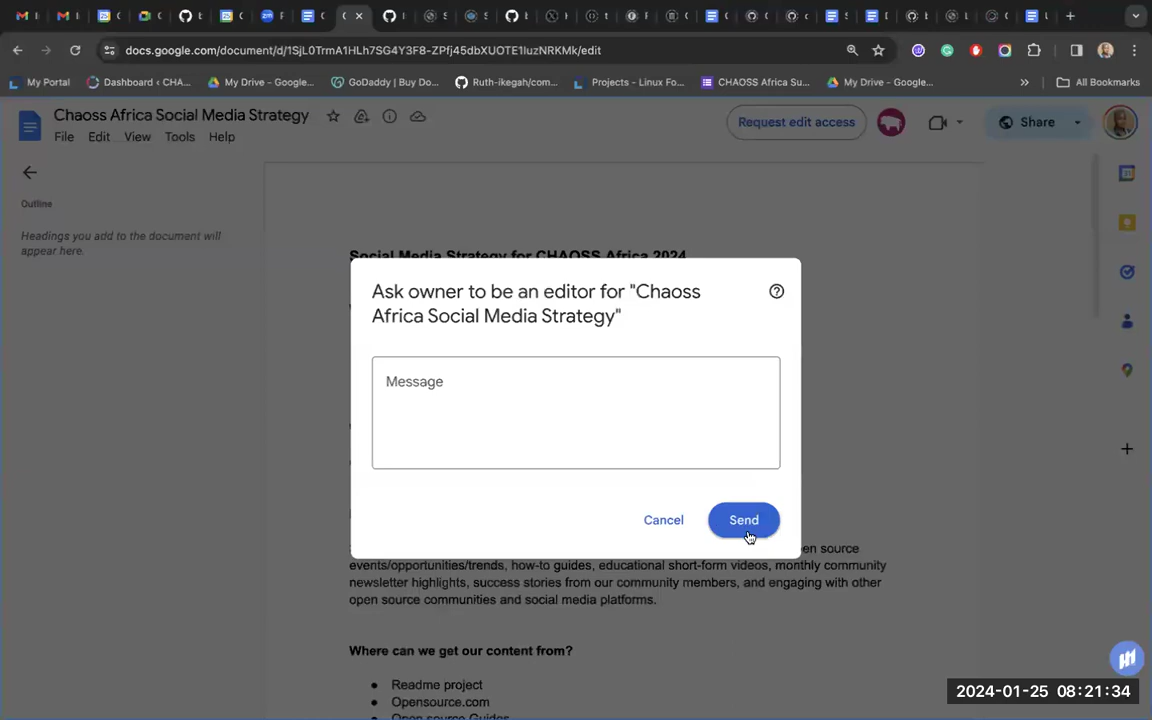 docs.google.com/document/d/1SjL0TrmA1HLh7SG4Y3F8-ZPfj45dbXUOTE1IuzNRKMk/edit
My Portal
Dashboard < CHA...
My Drive – Google...
GoDaddy | Buy Do...
Ruth-ikegah/com...
Projects - Linux Fo...
CHAOSS Africa Su...
My Drive – Google...
All Bookmarks
Chaoss Africa Social Media Strategy
File Edit View Tools Help
Request edit access
Share
Outline
Headings you add to the document will
appear here.
Social Media Strategy for CHAOSS Africa 2024
Ask owner to be an editor for "Chaoss
Africa Social Media Strategy"
Message
Cancel
Send
source
events/opportunities/trends, how-to guides, educational short-form videos, monthly community
newsletter highlights, success stories from our community members, and engaging with other
open source communities and social media platforms.
Where can we get our content from?
● Readme project
● Opensource.com
● Open source Guides
2024-01-25 08:21:34